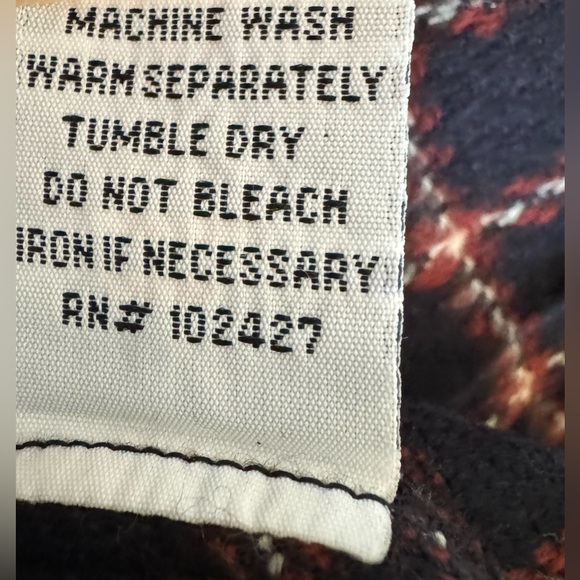 MACHINE WASH
WARM SEPARATELY
TUMBLE DRY
DO NOT BLEACH
IRON IF NECESSARY
RN# 102427